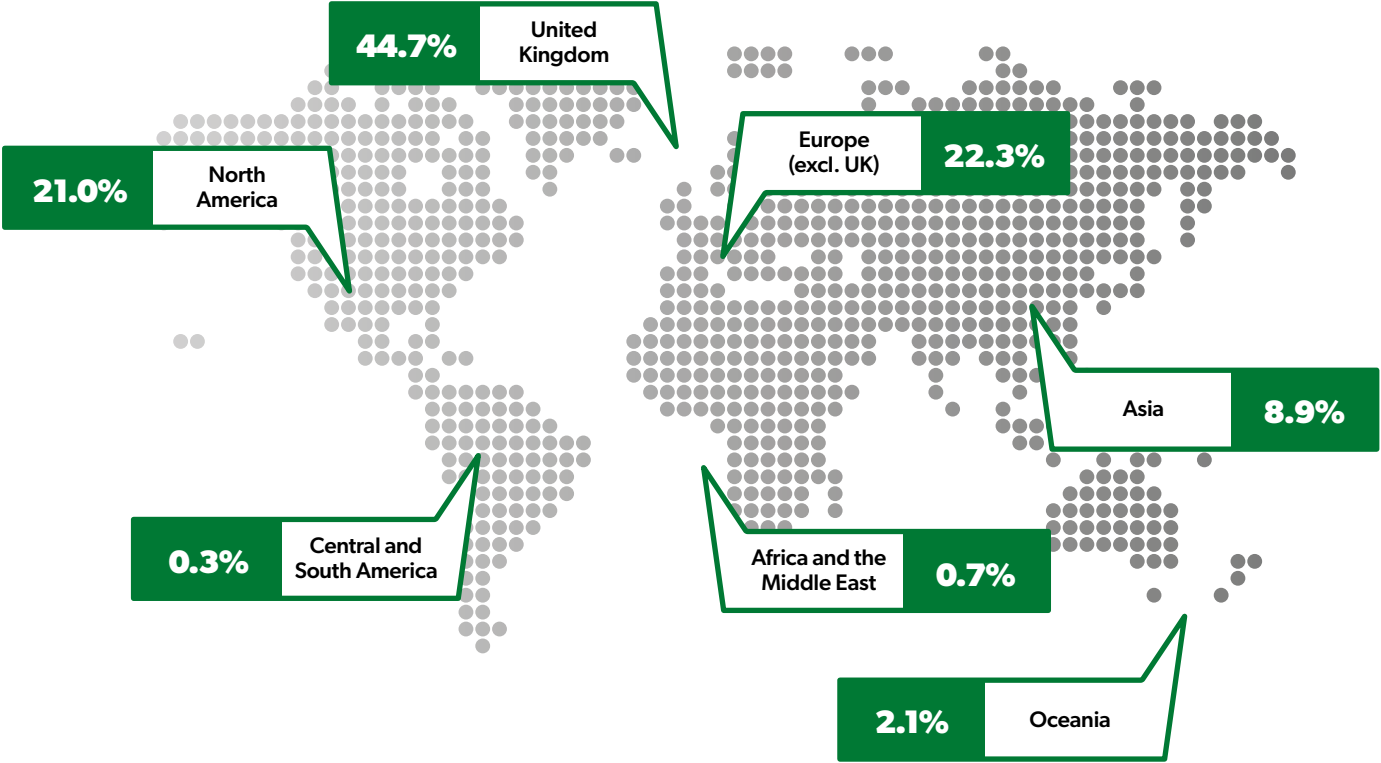 44.7%
United
Kingdom
Europe
(excl. UK)
22.3%
21.0%
North
America
Asia
8.9%
0.3%
Central and
South America
Africa and the
Middle East
0.7%
2.1%
Oceania